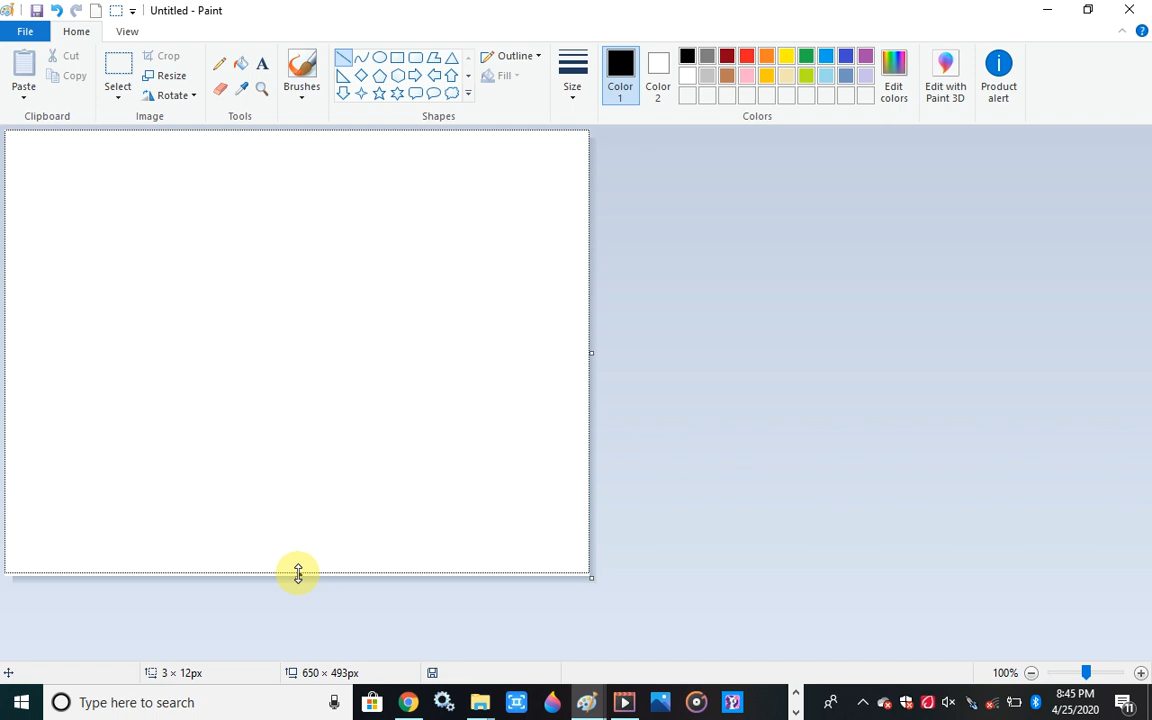 Untitled - Paint
File
Home
View
Paste
Cut
Copy
Clipboard
Select
Crop
Resize
Rotate
Image
A
Tools
Brushes
Outline
Fill
Shapes
Size
Color
1
Color
2
Edit
colors
Edit with
Paint 3D
Product
alert
Colors
3 × 12px
650 × 493px
100%
Type here to search
8:45 PM
4/25/2020
11